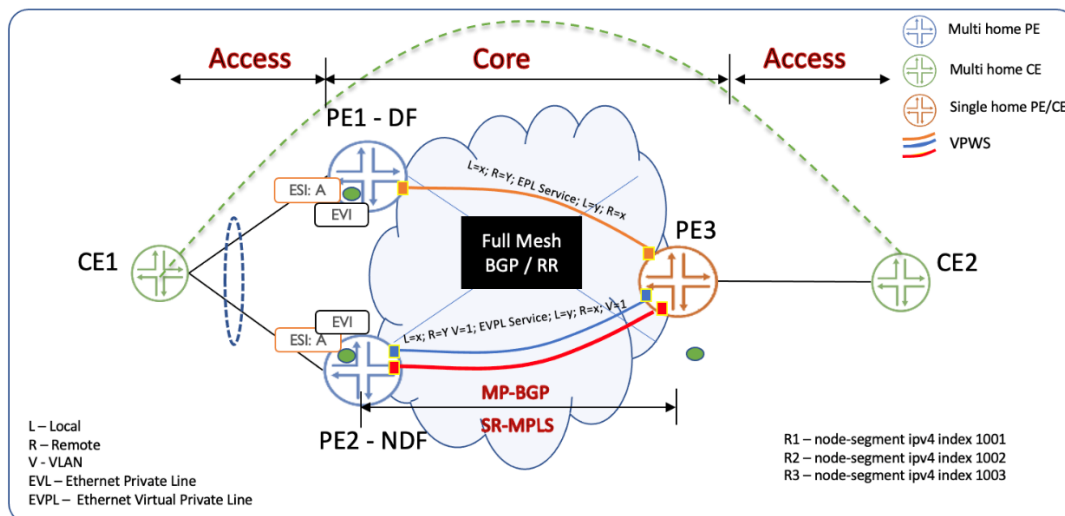 Access
Core
Access
Multi home PE
Multi home CE
Single home PE/CE
VPWS
PE1 - DF
ESI: A
EVI
L=x; R=Y; EPL Service; L=y; R=x
Full Mesh
BGP / RR
PE3
CE1
CE2
EVI
ESI: A
L=x; R=Y V=1; EVPL Service; L=y; R=x; V=1
MP-BGP
SR-MPLS
PE2 - NDF
L – Local
R – Remote
V - VLAN
EVL – Ethernet Private Line
EVPL – Ethernet Virtual Private Line
R1 – node-segment ipv4 index 1001
R2 – node-segment ipv4 index 1002
R3 – node-segment ipv4 index 1003